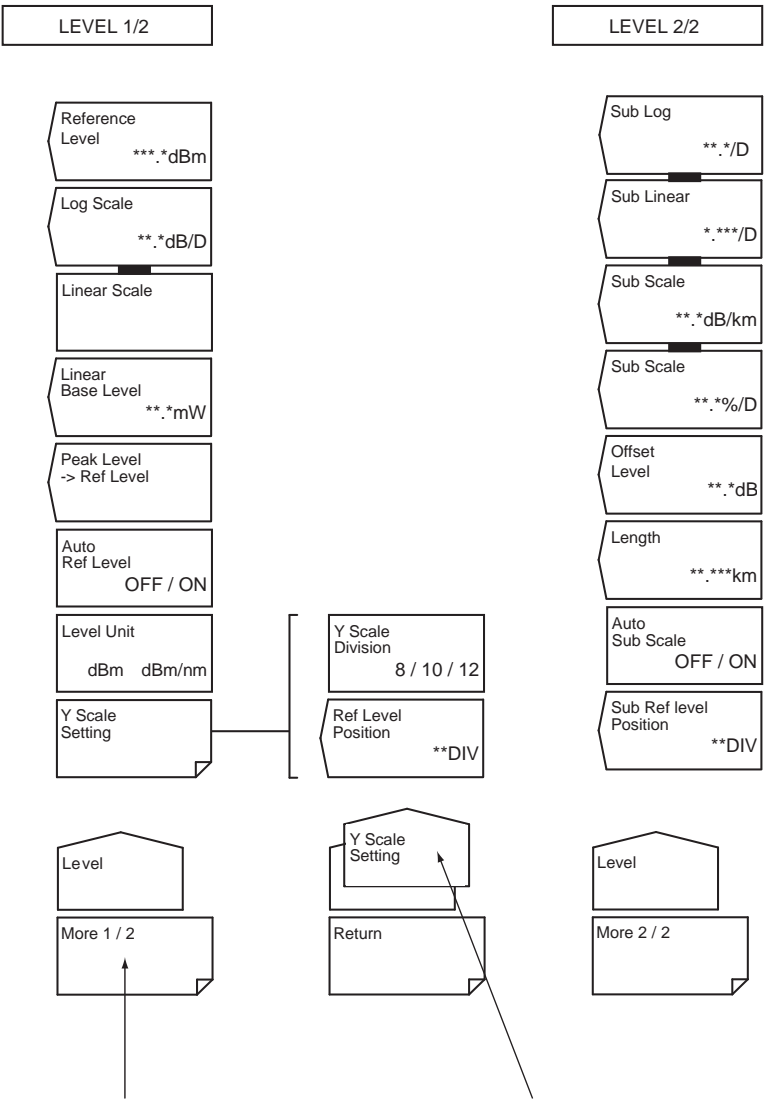 LEVEL 1/2
Reference
Level
***.*dBm
Log Scale
**.*dB/D
Linear Scale
Linear
Base Level
**.*mW
Peak Level
-> Ref Level
Auto
Ref Level
OFF / ON
Level Unit
dBm dBm/nm
Y Scale
Setting
Level
More 1 / 2
Y Scale
Division
8 / 10 / 12
Ref Level
Position
**DIV
Y Scale
Setting
Return
LEVEL 2/2
Sub Log
**.*/D
Sub Linear
*.***/D
Sub Scale
**.*dB/km
Sub Scale
**.*%/D
Offset
Level
**.*dB
Length
**.***km
Auto
Sub Scale
OFF / ON
Sub Ref level
Position
**DIV
Level
More 2 / 2